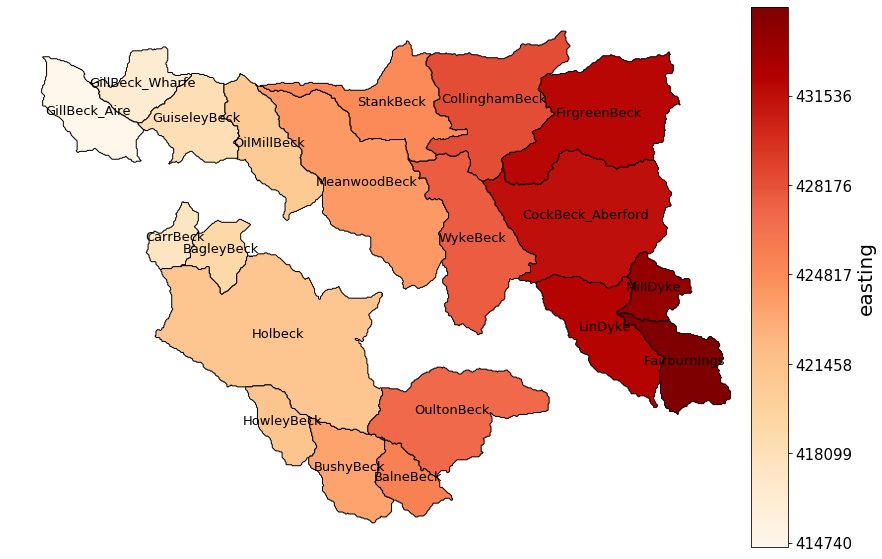 GillBeck_Wharfe
GillBeck_Aire
GuiseleyBeck
OilMillBeck
StankBeck
CollinghamBeck
FirgreenBeck
MeanwoodBeck
CockBeck_Aberford
CarrBeck
BagleyBeck
WykeBeck
MillDyke
LinDyke
Holbeck
Fairburnings
OultonBeck
HowleyBeck
BushyBeck
BalneBeck
431536
428176
424817
421458
418099
414740
easting